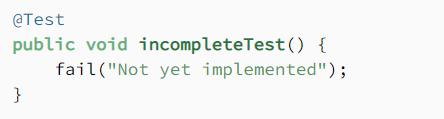 @Test
public void incompleteTest() {
    fail("Not yet implemented");
}